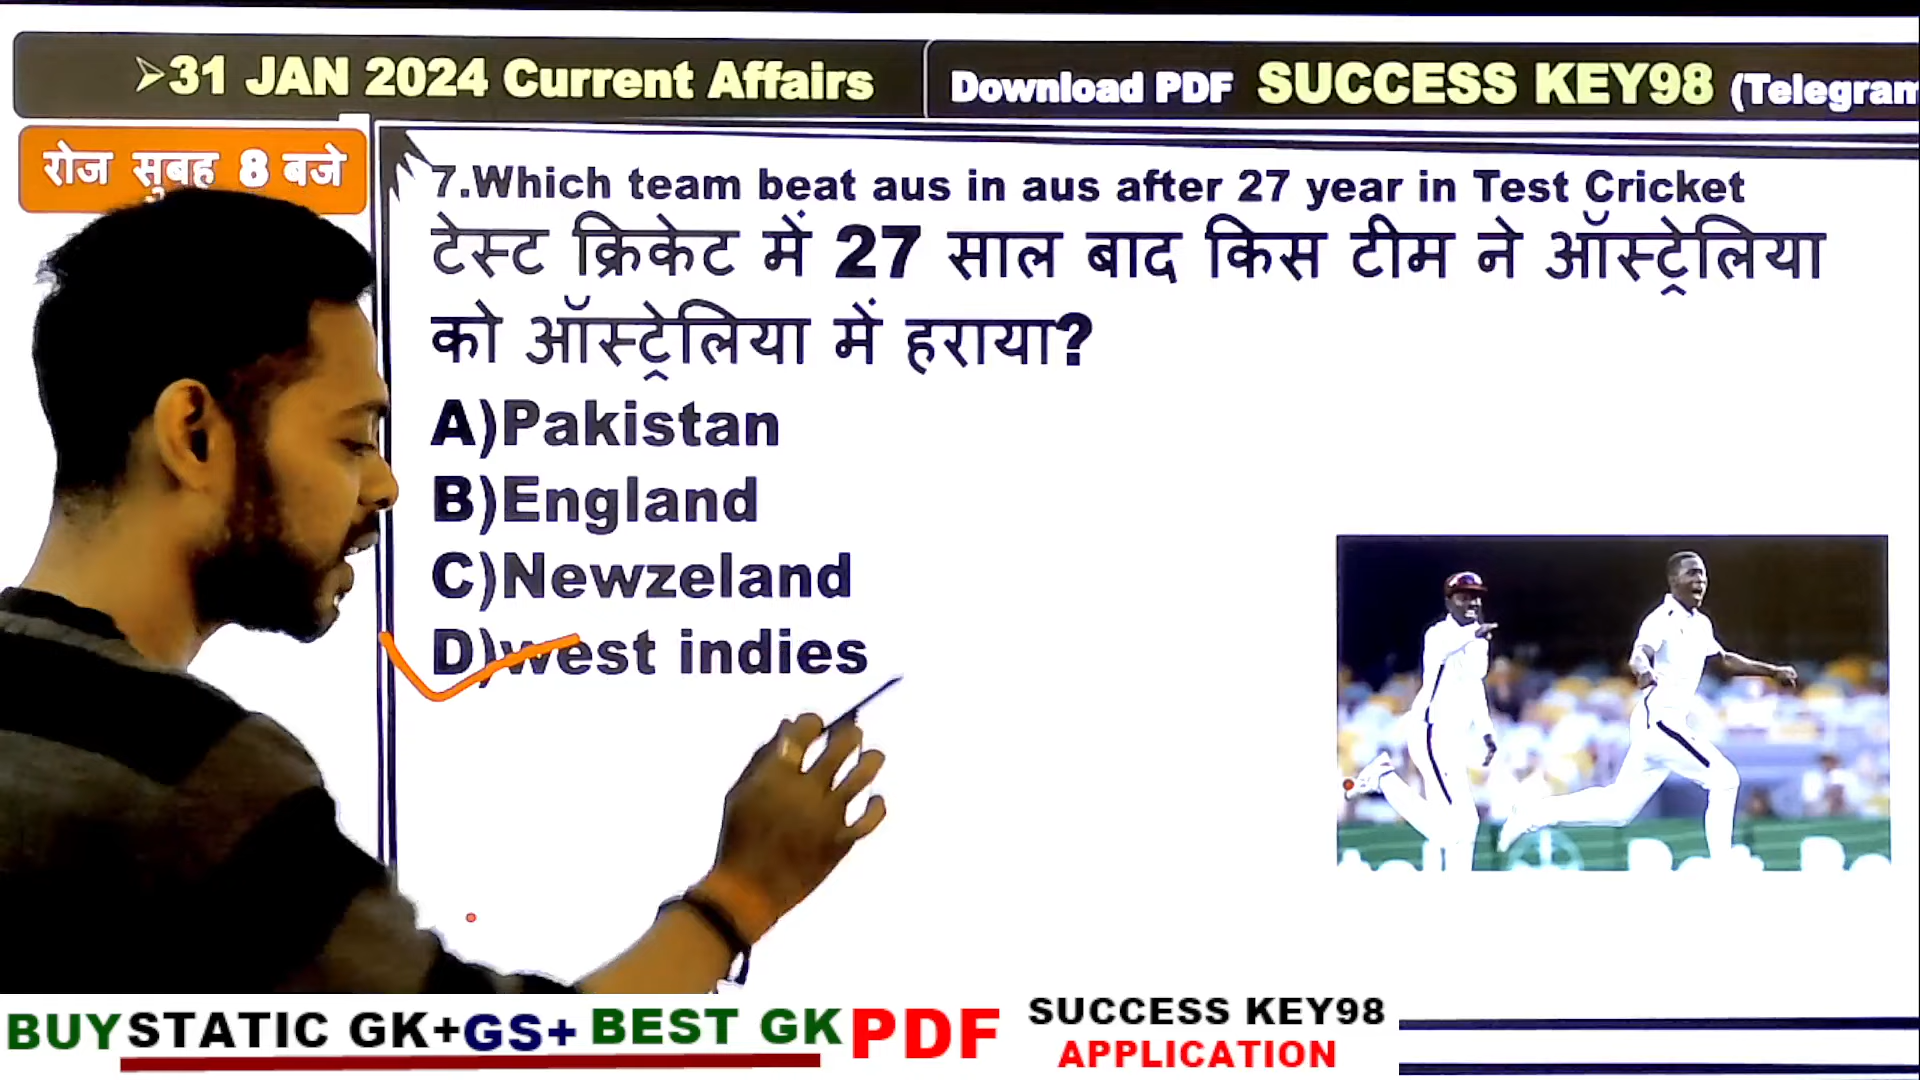 ➢31 JAN 2024 Current Affairs
Download PDF SUCCESS KEY98 (Telegram
रोज सुबह 8 बजे
7.Which team beat aus in aus after 27 year in Test Cricket
टेस्ट क्रिकेट में 27 साल बाद किस टीम ने ऑस्ट्रेलिया
को ऑस्ट्रेलिया में हराया?
A)Pakistan
B)England
C)Newzeland
D)west indies
BUY STATIC GK+GS+ BEST GK PDF
SUCCESS KEY98
APPLICATION